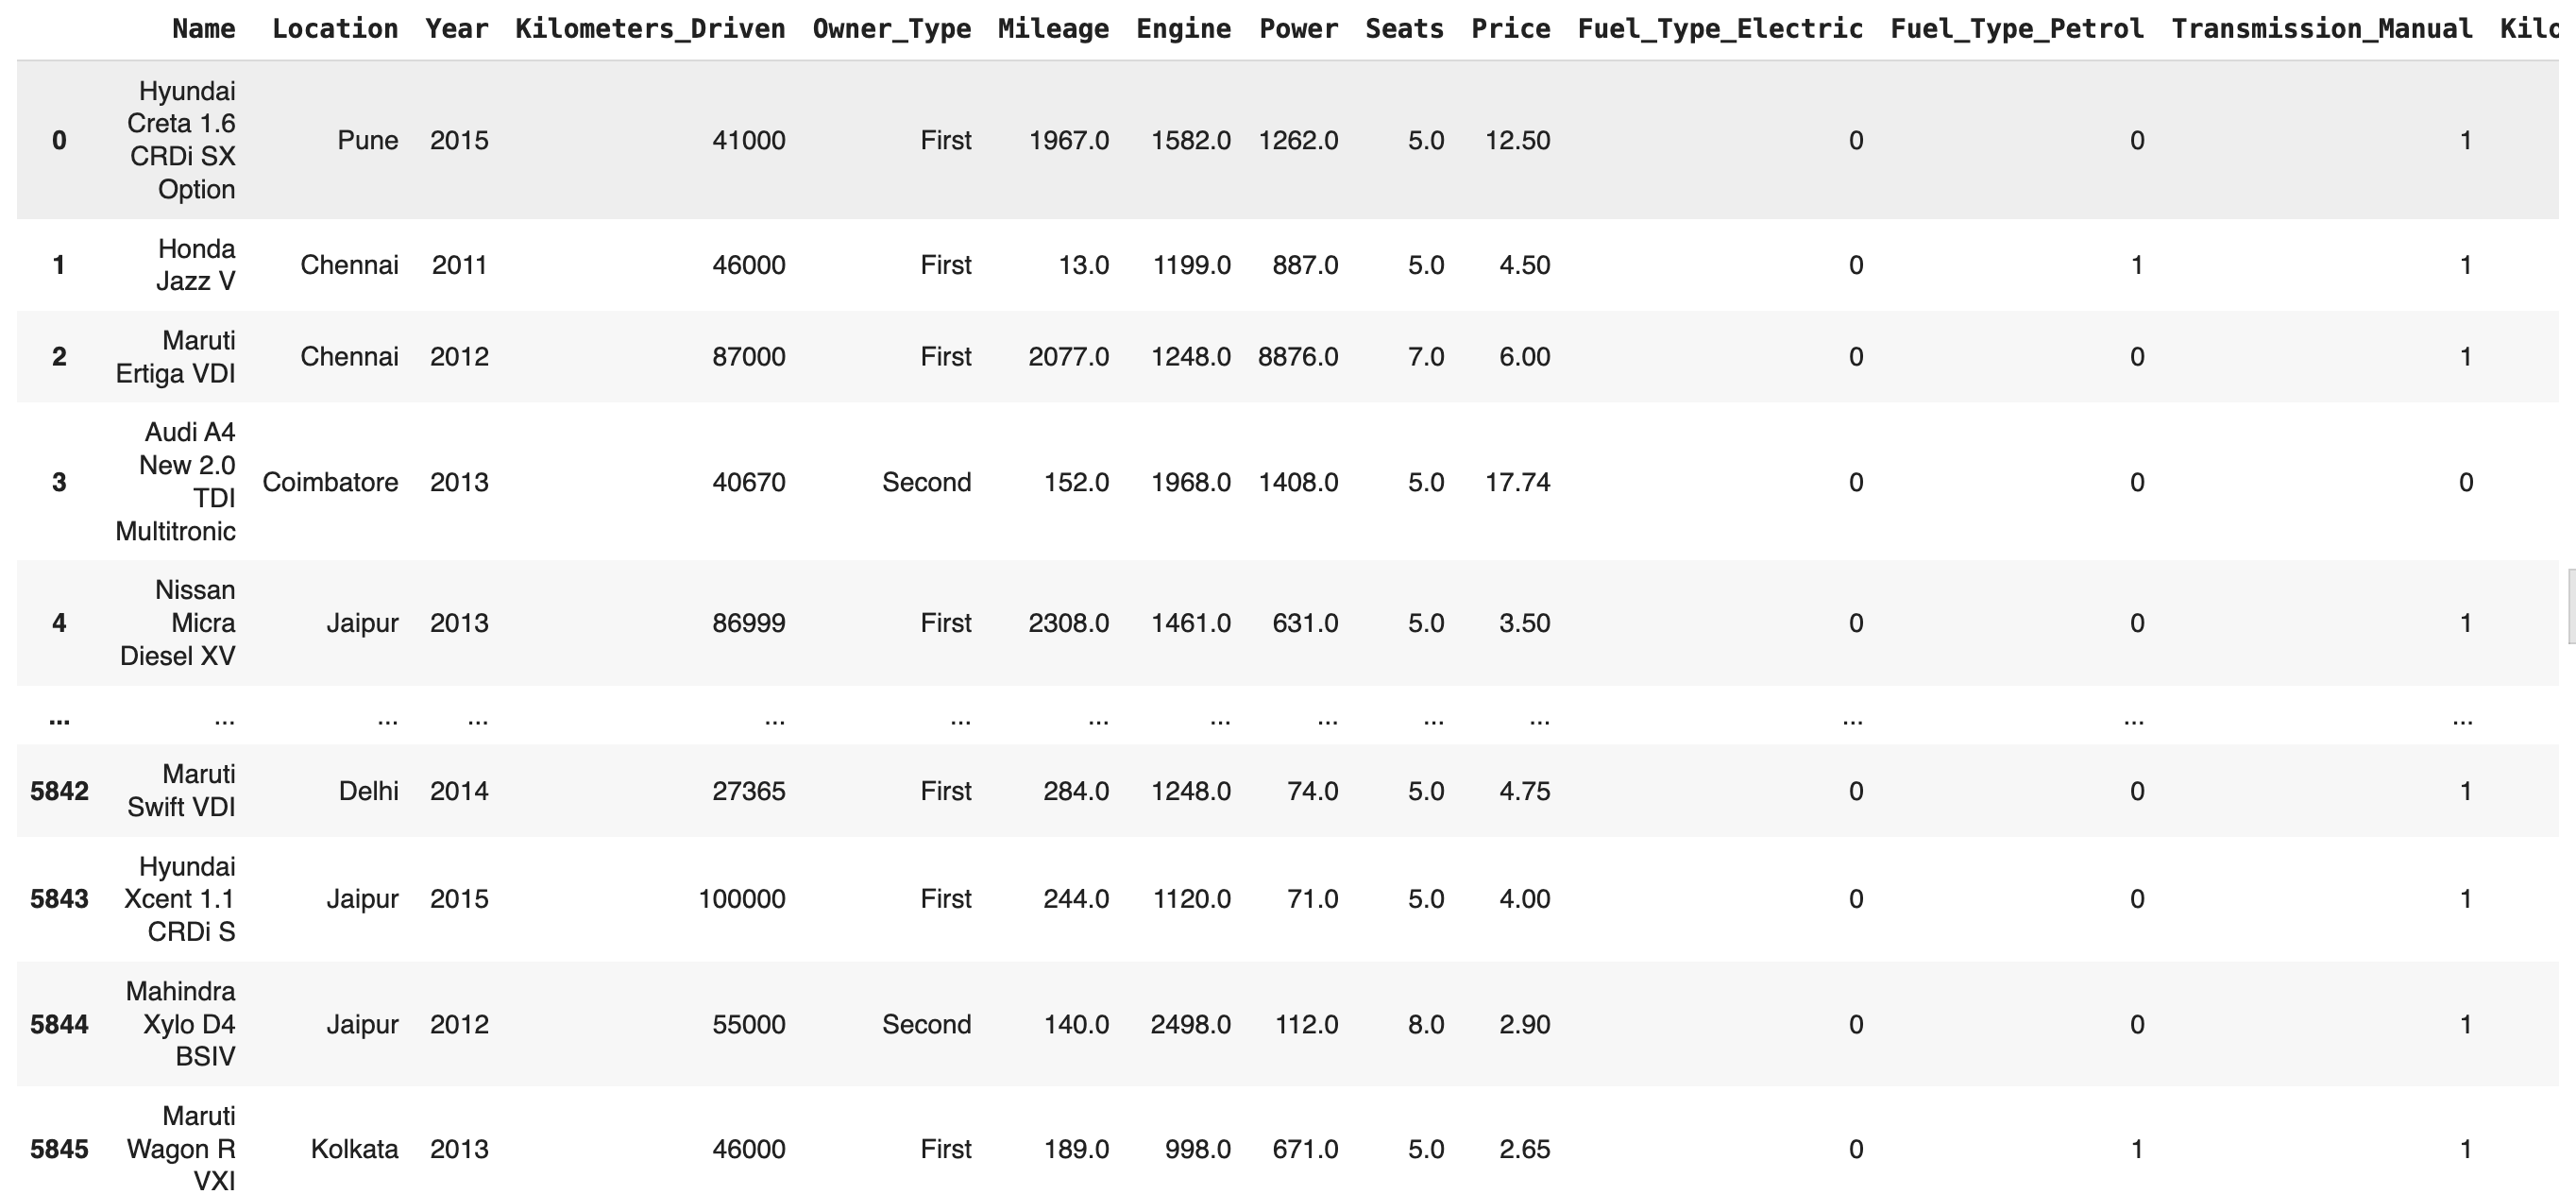 Name Location Year Kilometers_Driven Owner_Type Mileage Engine Power Seats Price Fuel_Type_Electric Fuel_Type_Petrol Transmission_Manual Kilo
0 Hyundai Creta 1.6 CRDi SX Option Pune 2015 41000 First 1967.0 1582.0 1262.0 5.0 12.50 0 0 1
1 Honda Jazz V Chennai 2011 46000 First 13.0 1199.0 887.0 5.0 4.50 0 1 1
2 Maruti Ertiga VDI Chennai 2012 87000 First 2077.0 1248.0 8876.0 7.0 6.00 0 0 1
3 Audi A4 New 2.0 TDI Multitronic Coimbatore 2013 40670 Second 152.0 1968.0 1408.0 5.0 17.74 0 0 0
4 Nissan Micra Diesel XV Jaipur 2013 86999 First 2308.0 1461.0 631.0 5.0 3.50 0 0 1
... ... ... ... ... ... ... ... ... ... ... ... ... ...
5842 Maruti Swift VDI Delhi 2014 27365 First 284.0 1248.0 74.0 5.0 4.75 0 0 1
5843 Hyundai Xcent 1.1 CRDi S Jaipur 2015 100000 First 244.0 1120.0 71.0 5.0 4.00 0 0 1
5844 Mahindra Xylo D4 BSIV Jaipur 2012 55000 Second 140.0 2498.0 112.0 8.0 2.90 0 0 1
5845 Maruti Wagon R VXI Kolkata 2013 46000 First 189.0 998.0 671.0 5.0 2.65 0 1 1